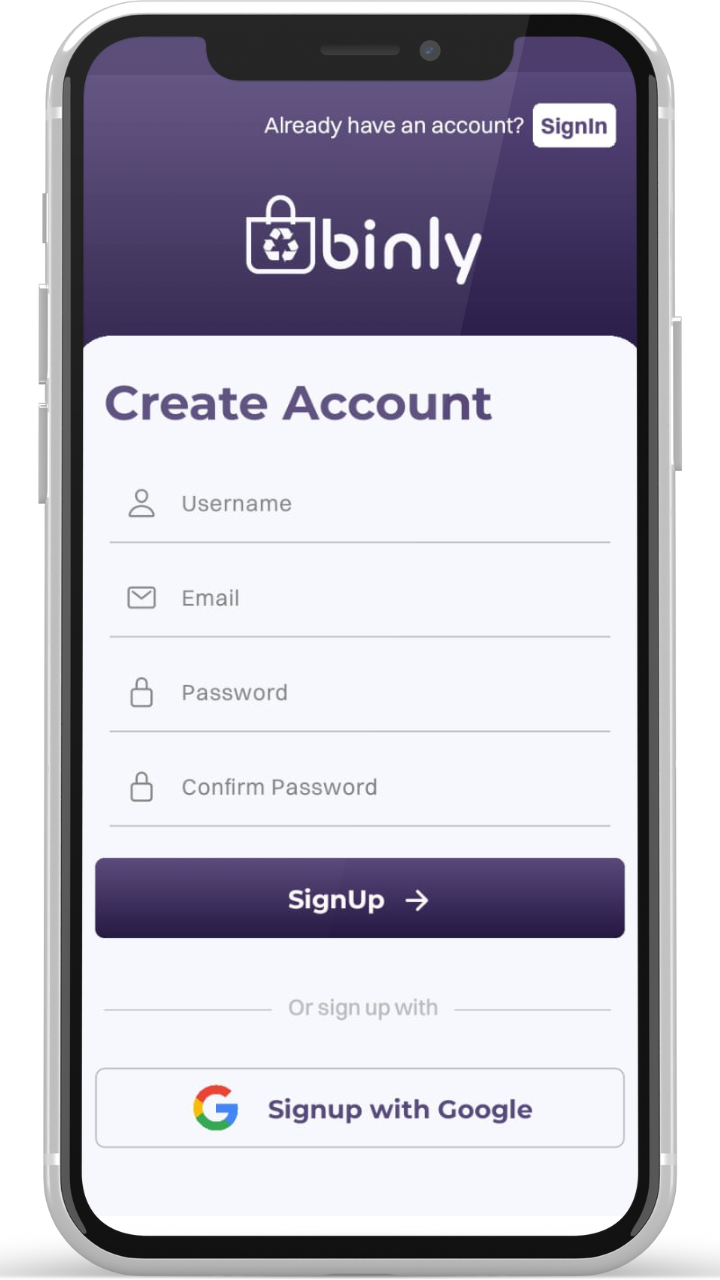 Already have an account? SignIn
binly
Create Account
Username
Email
Password
Confirm Password
SignUp →
Or sign up with
Signup with Google